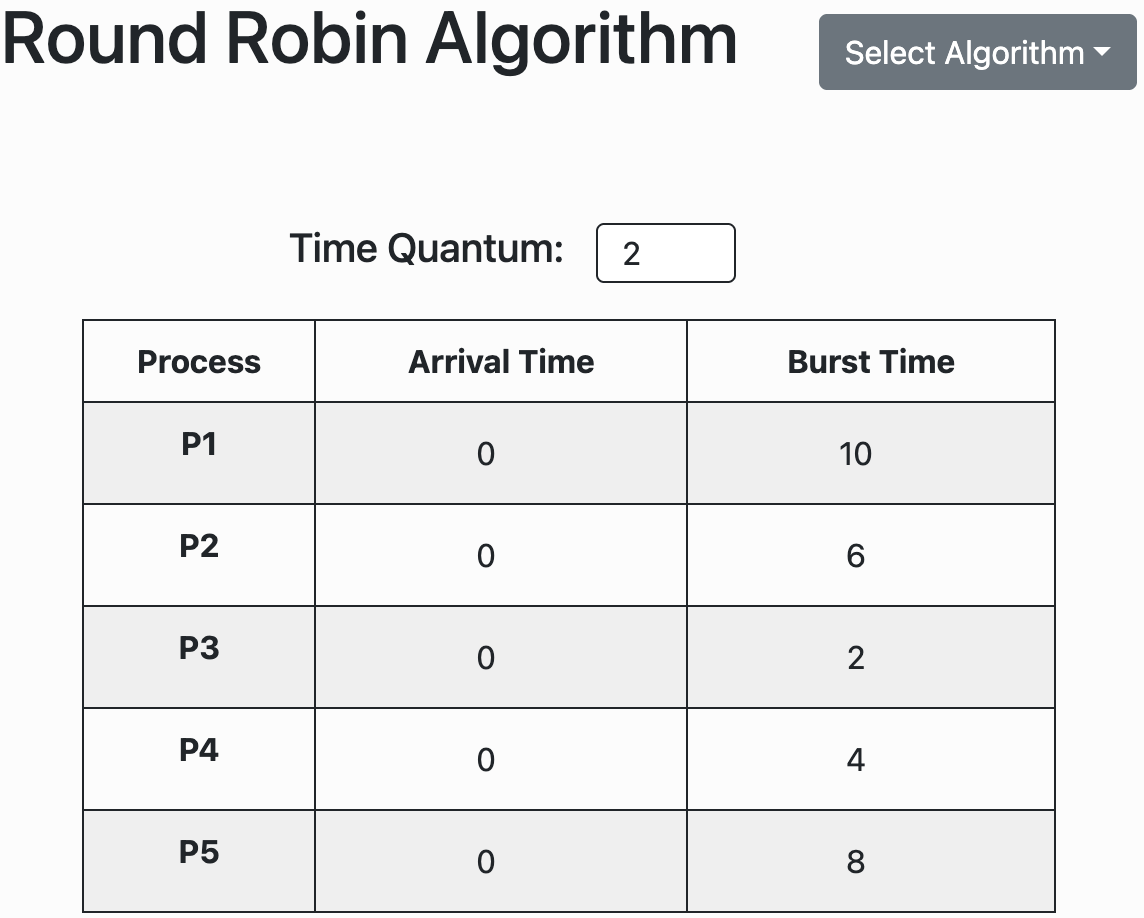 Round Robin Algorithm
Select Algorithm
Time Quantum: 2
Process Arrival Time Burst Time
P1 0 10
P2 0 6
P3 0 2
P4 0 4
P5 0 8